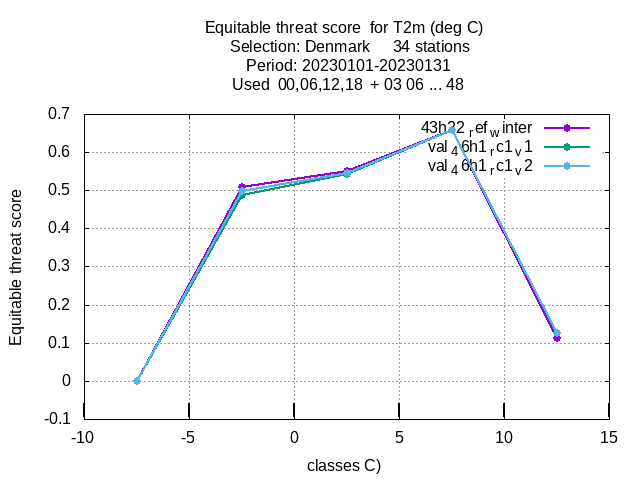 Equitable threat score  for T2m (deg C)
Selection: Denmark     34 stations
Period: 20230101-20230131
Used  00,06,12,18  + 03 06 ... 48
0.7
0.6
0.5
0.4
0.3
0.2
0.1
0
-0.1
Equitable threat score
43h22_ref_winter
val_46h1_rc1_v1
val_46h1_rc1_v2
-10
-5
0
5
10
15
classes C)